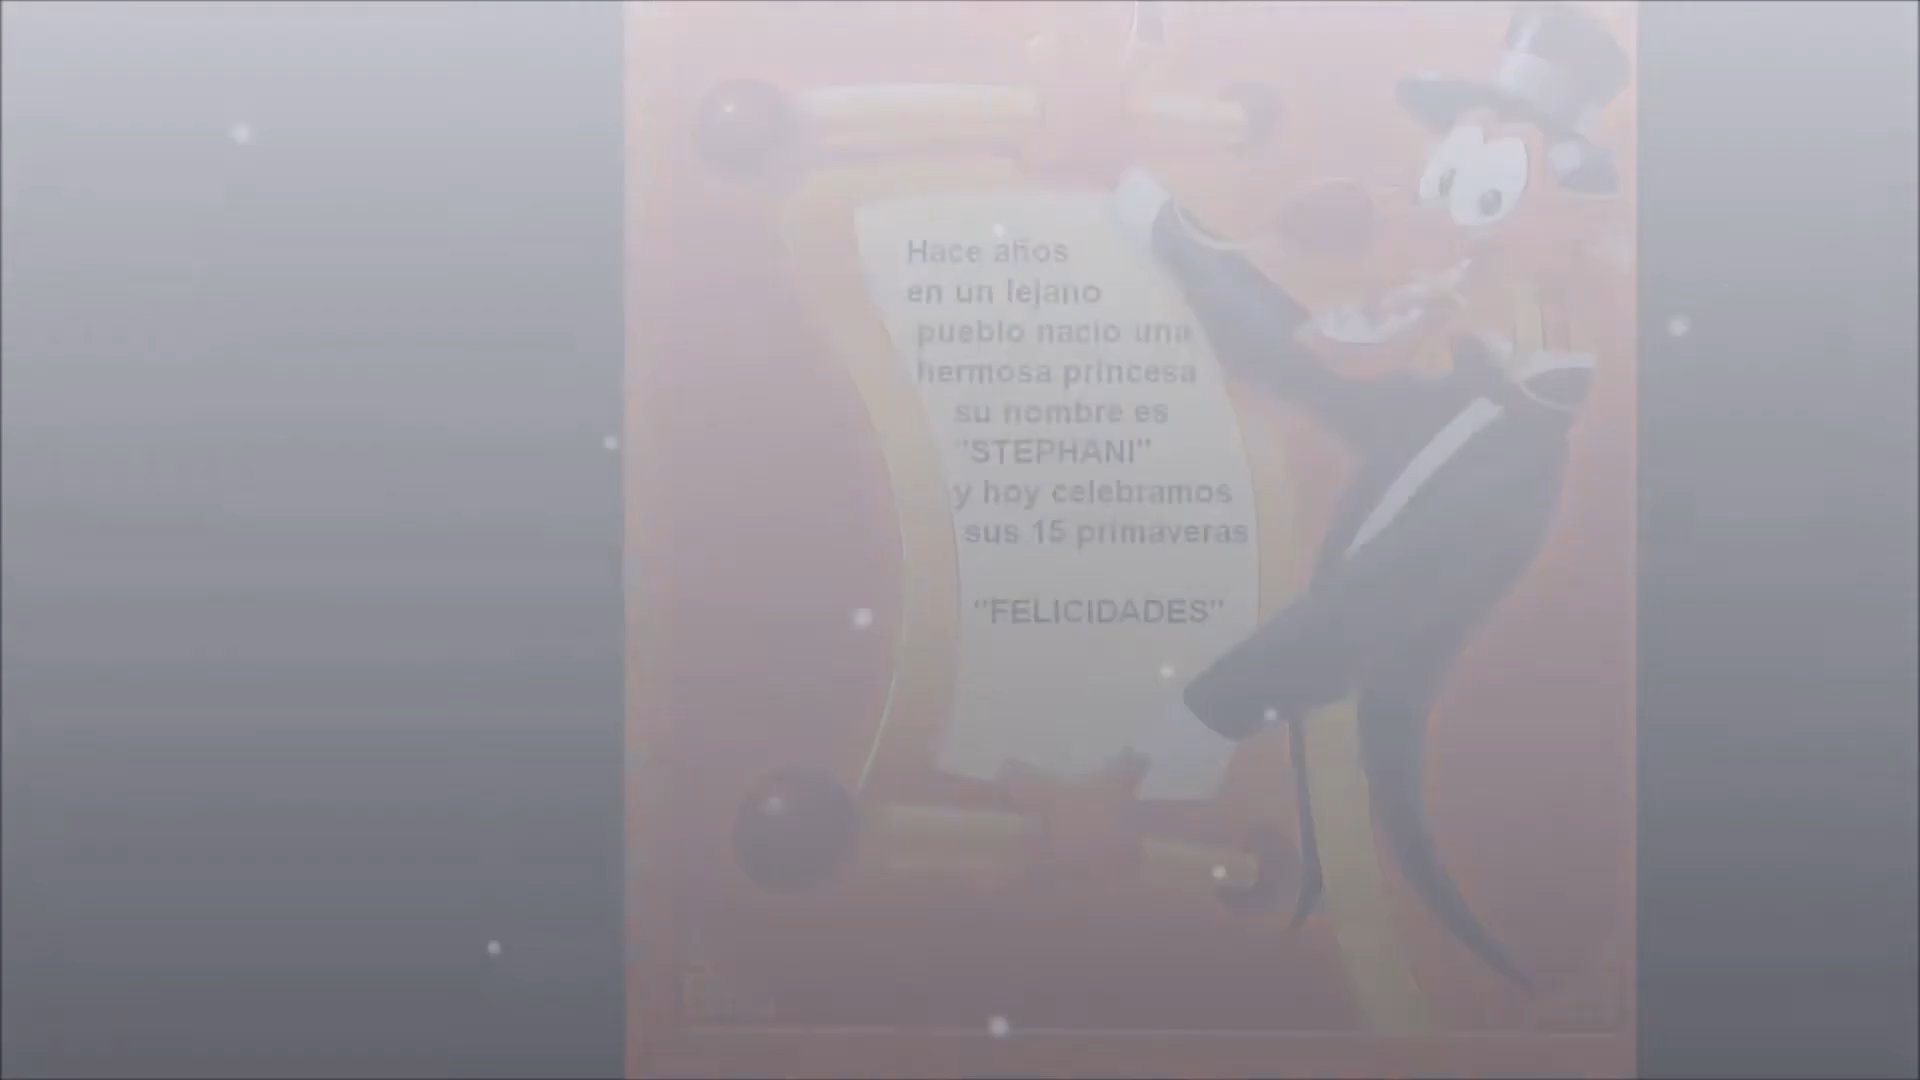 Hace años
en un lejano
pueblo nacio una
hermosa princesa
su nombre es
"STEPHANI"
y hoy celebramos
sus 15 primaveras
"FELICIDADES"